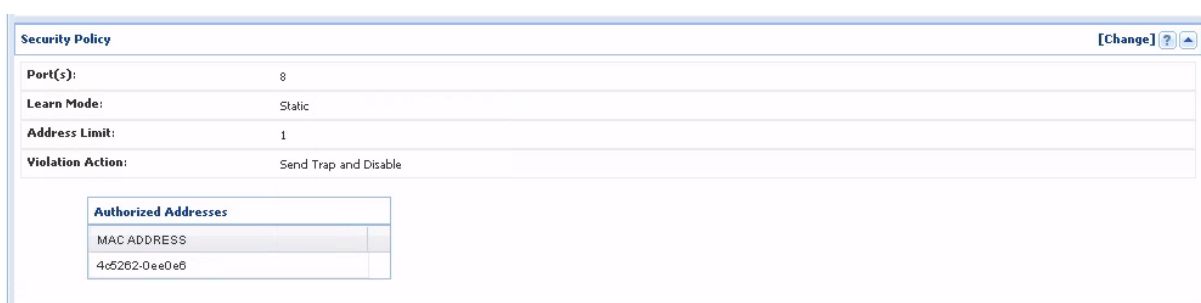 Security Policy [Change] ?
Port(s): 8
Learn Mode: Static
Address Limit: 1
Violation Action: Send Trap and Disable
Authorized Addresses
MAC ADDRESS
4c5262-0ee0e6